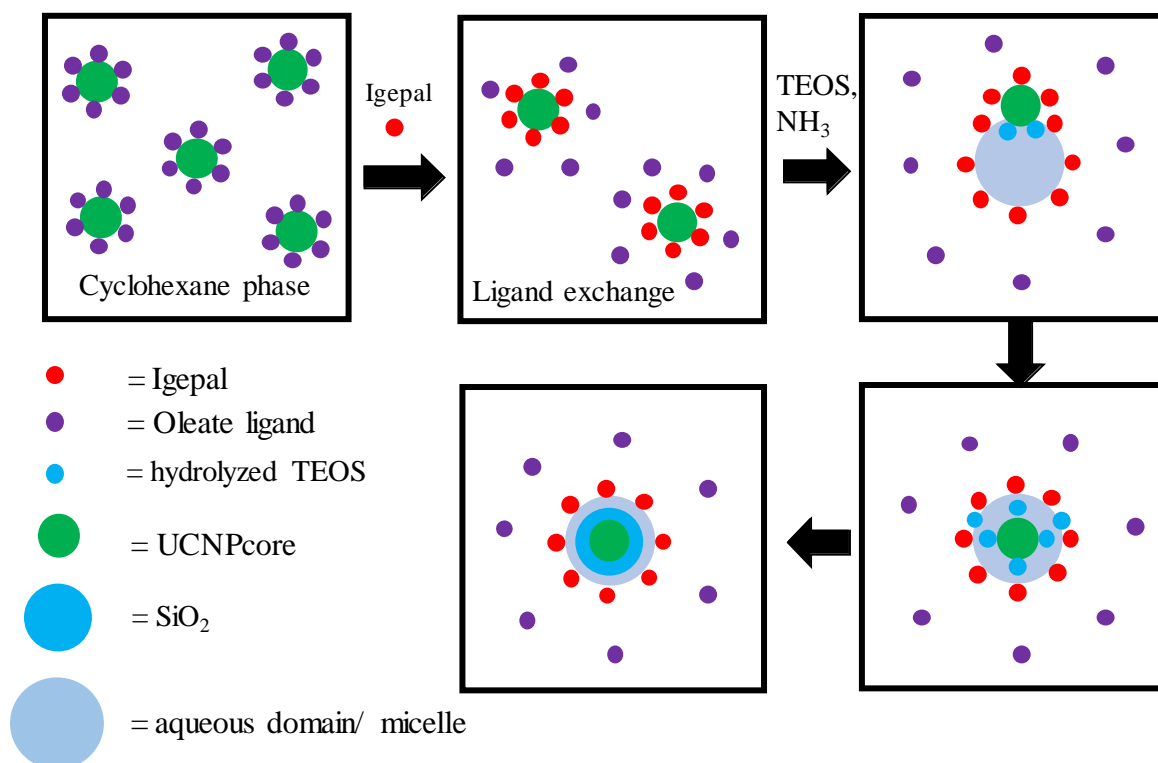 Igepal
TEOS,
NH₃
Cyclohexane phase
Ligand exchange
= Igepal
= Oleate ligand
= hydrolyzed TEOS
= UCNPcore
= SiO₂
= aqueous domain/ micelle